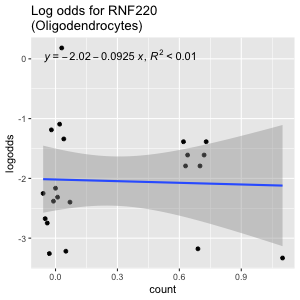 Log odds for RNF220
(Oligodendrocytes)
y = −2.02 − 0.0925 x, R² < 0.01
0
-1
-2
-3
logodds
0.0 0.3 0.6 0.9
count